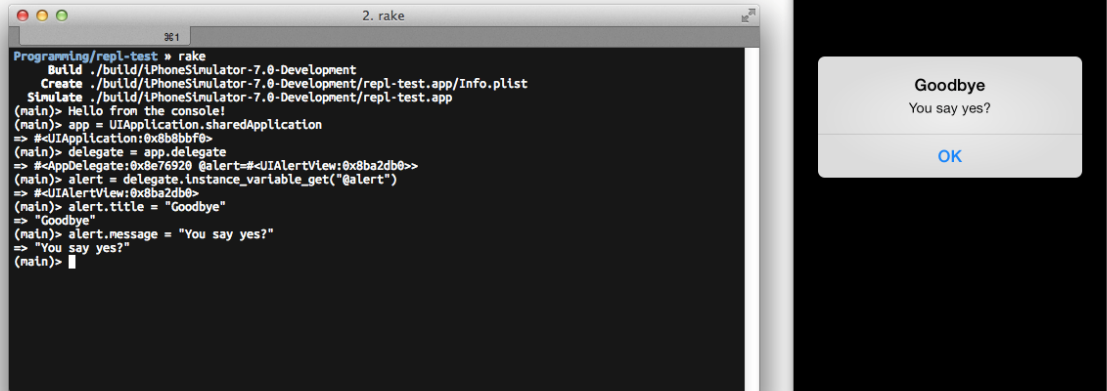 2. rake
⌘1
Programming/repl-test » rake
Build ./build/iPhoneSimulator-7.0-Development
Create ./build/iPhoneSimulator-7.0-Development/repl-test.app/Info.plist
Simulate ./build/iPhoneSimulator-7.0-Development/repl-test.app
(main)> Hello from the console!
(main)> app = UIApplication.sharedApplication
=> #<UIApplication:0x8b8bbf0>
(main)> delegate = app.delegate
=> #<AppDelegate:0x8e76920 @alert=#<UIAlertView:0x8ba2db0>>
(main)> alert = delegate.instance_variable_get("@alert")
=> #<UIAlertView:0x8ba2db0>
(main)> alert.title = "Goodbye"
=> "Goodbye"
(main)> alert.message = "You say yes?"
=> "You say yes?"
(main)>
Goodbye
You say yes?
OK